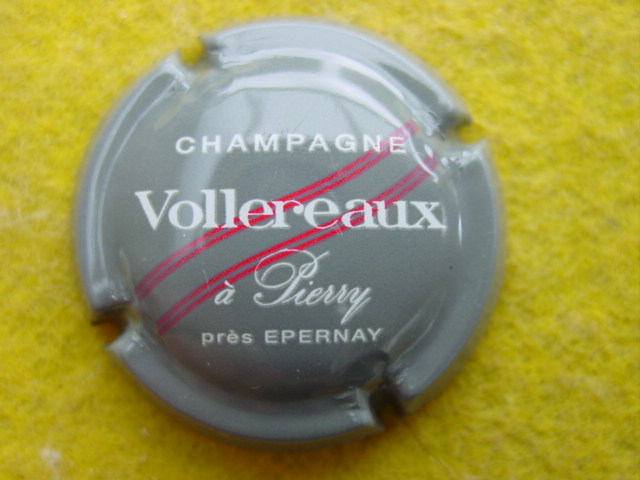 CHAMPAGNE
Vollereaux
à Pierry
près EPERNAY